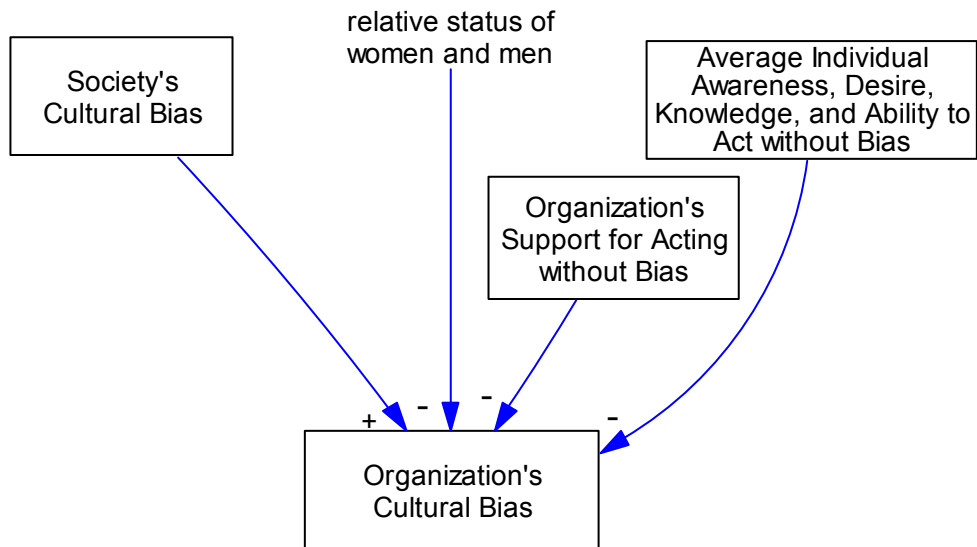 relative status of
women and men
Society's
Cultural Bias
Average Individual
Awareness, Desire,
Knowledge, and Ability to
Act without Bias
Organization's
Support for Acting
without Bias
+
-
-
-
Organization's
Cultural Bias